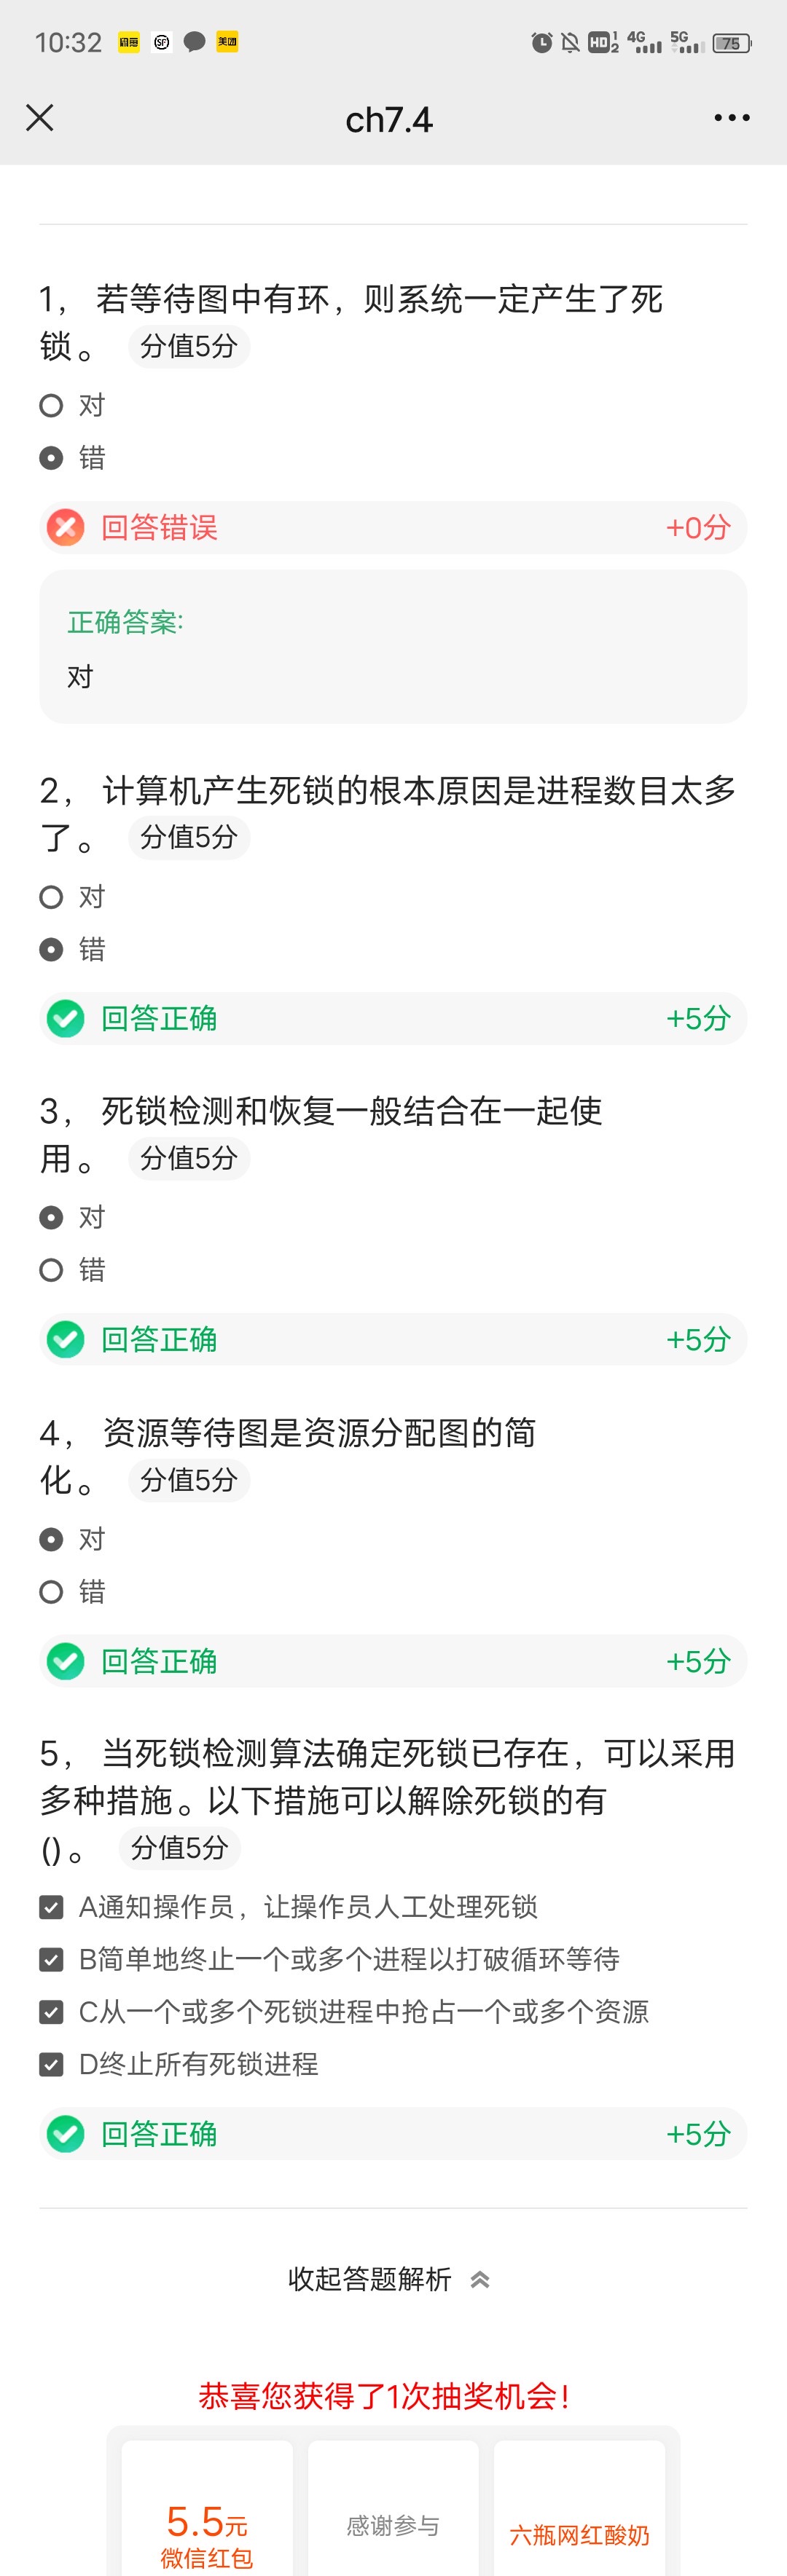 10:32
美团
HD 1 2 4G 5G 75
ch7.4
1， 若等待图中有环，则系统一定产生了死
锁。 分值5分
对
错
回答错误 +0分
正确答案:
对
2， 计算机产生死锁的根本原因是进程数目太多
了。 分值5分
对
错
回答正确 +5分
3， 死锁检测和恢复一般结合在一起使
用。 分值5分
对
错
回答正确 +5分
4， 资源等待图是资源分配图的简
化。 分值5分
对
错
回答正确 +5分
5， 当死锁检测算法确定死锁已存在，可以采用
多种措施。以下措施可以解除死锁的有
()。 分值5分
A通知操作员，让操作员人工处理死锁
B简单地终止一个或多个进程以打破循环等待
C从一个或多个死锁进程中抢占一个或多个资源
D终止所有死锁进程
回答正确 +5分
收起答题解析
恭喜您获得了1次抽奖机会！
5.5元 感谢参与 六瓶网红酸奶
微信红包